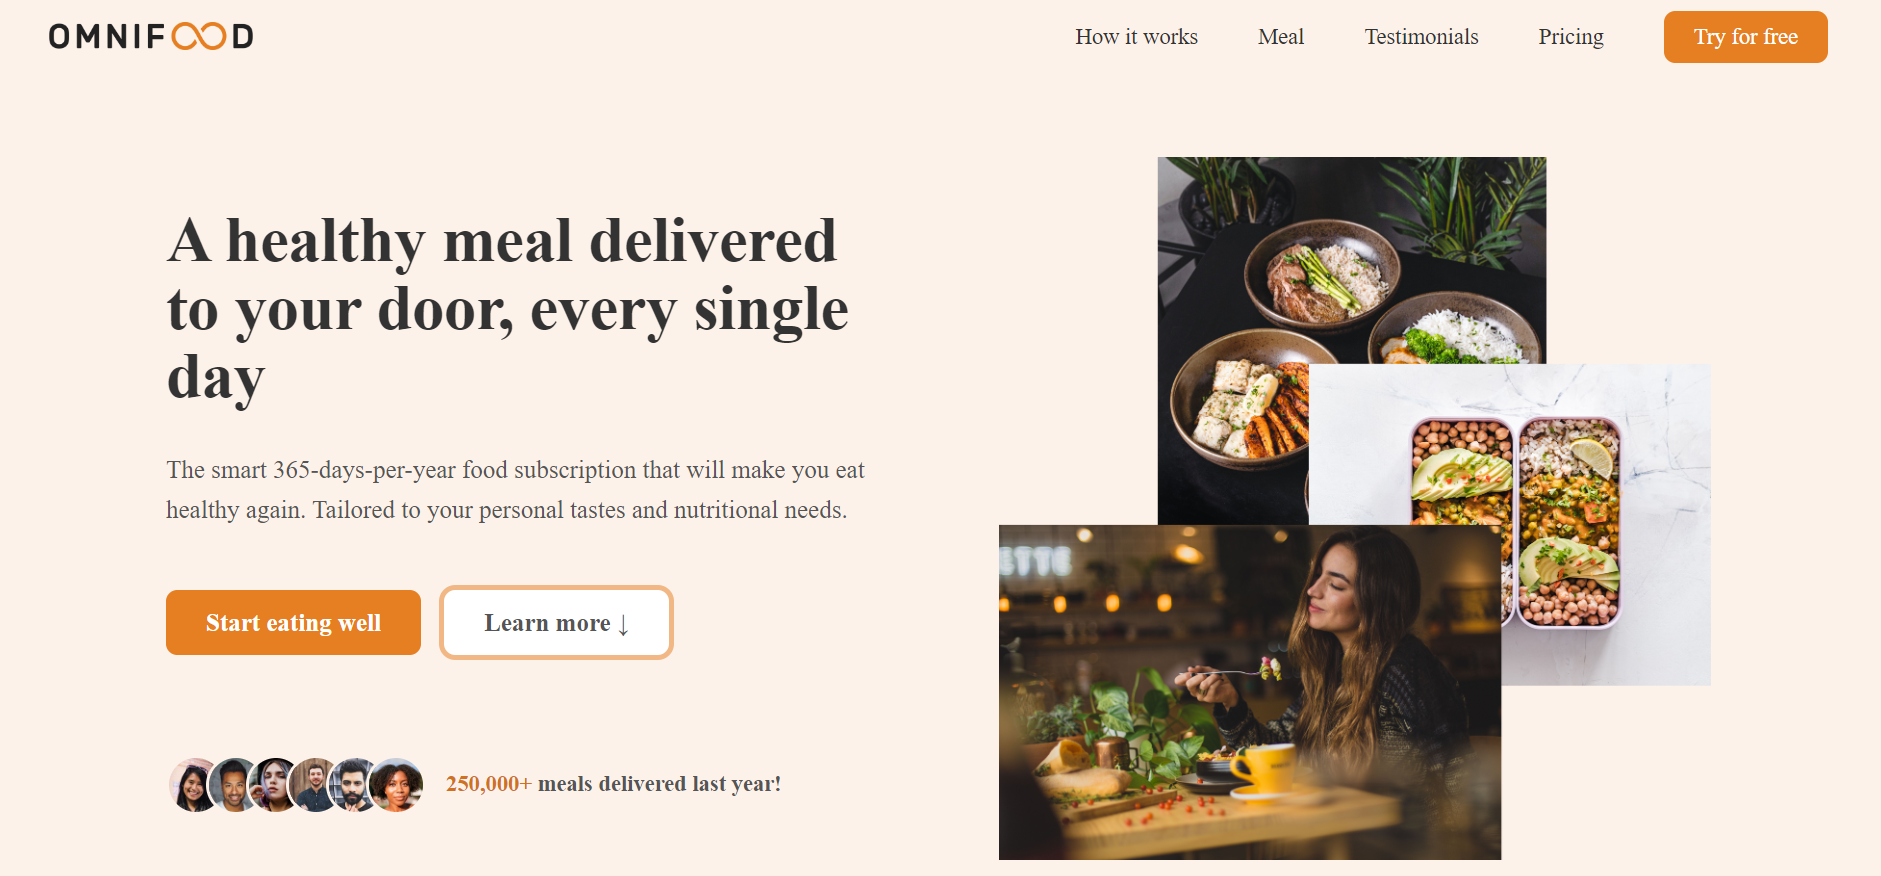 OMNIFOOD
How it works Meal Testimonials Pricing Try for free
A healthy meal delivered
to your door, every single
day
The smart 365-days-per-year food subscription that will make you eat
healthy again. Tailored to your personal tastes and nutritional needs.
Start eating well Learn more ↓
250,000+ meals delivered last year!